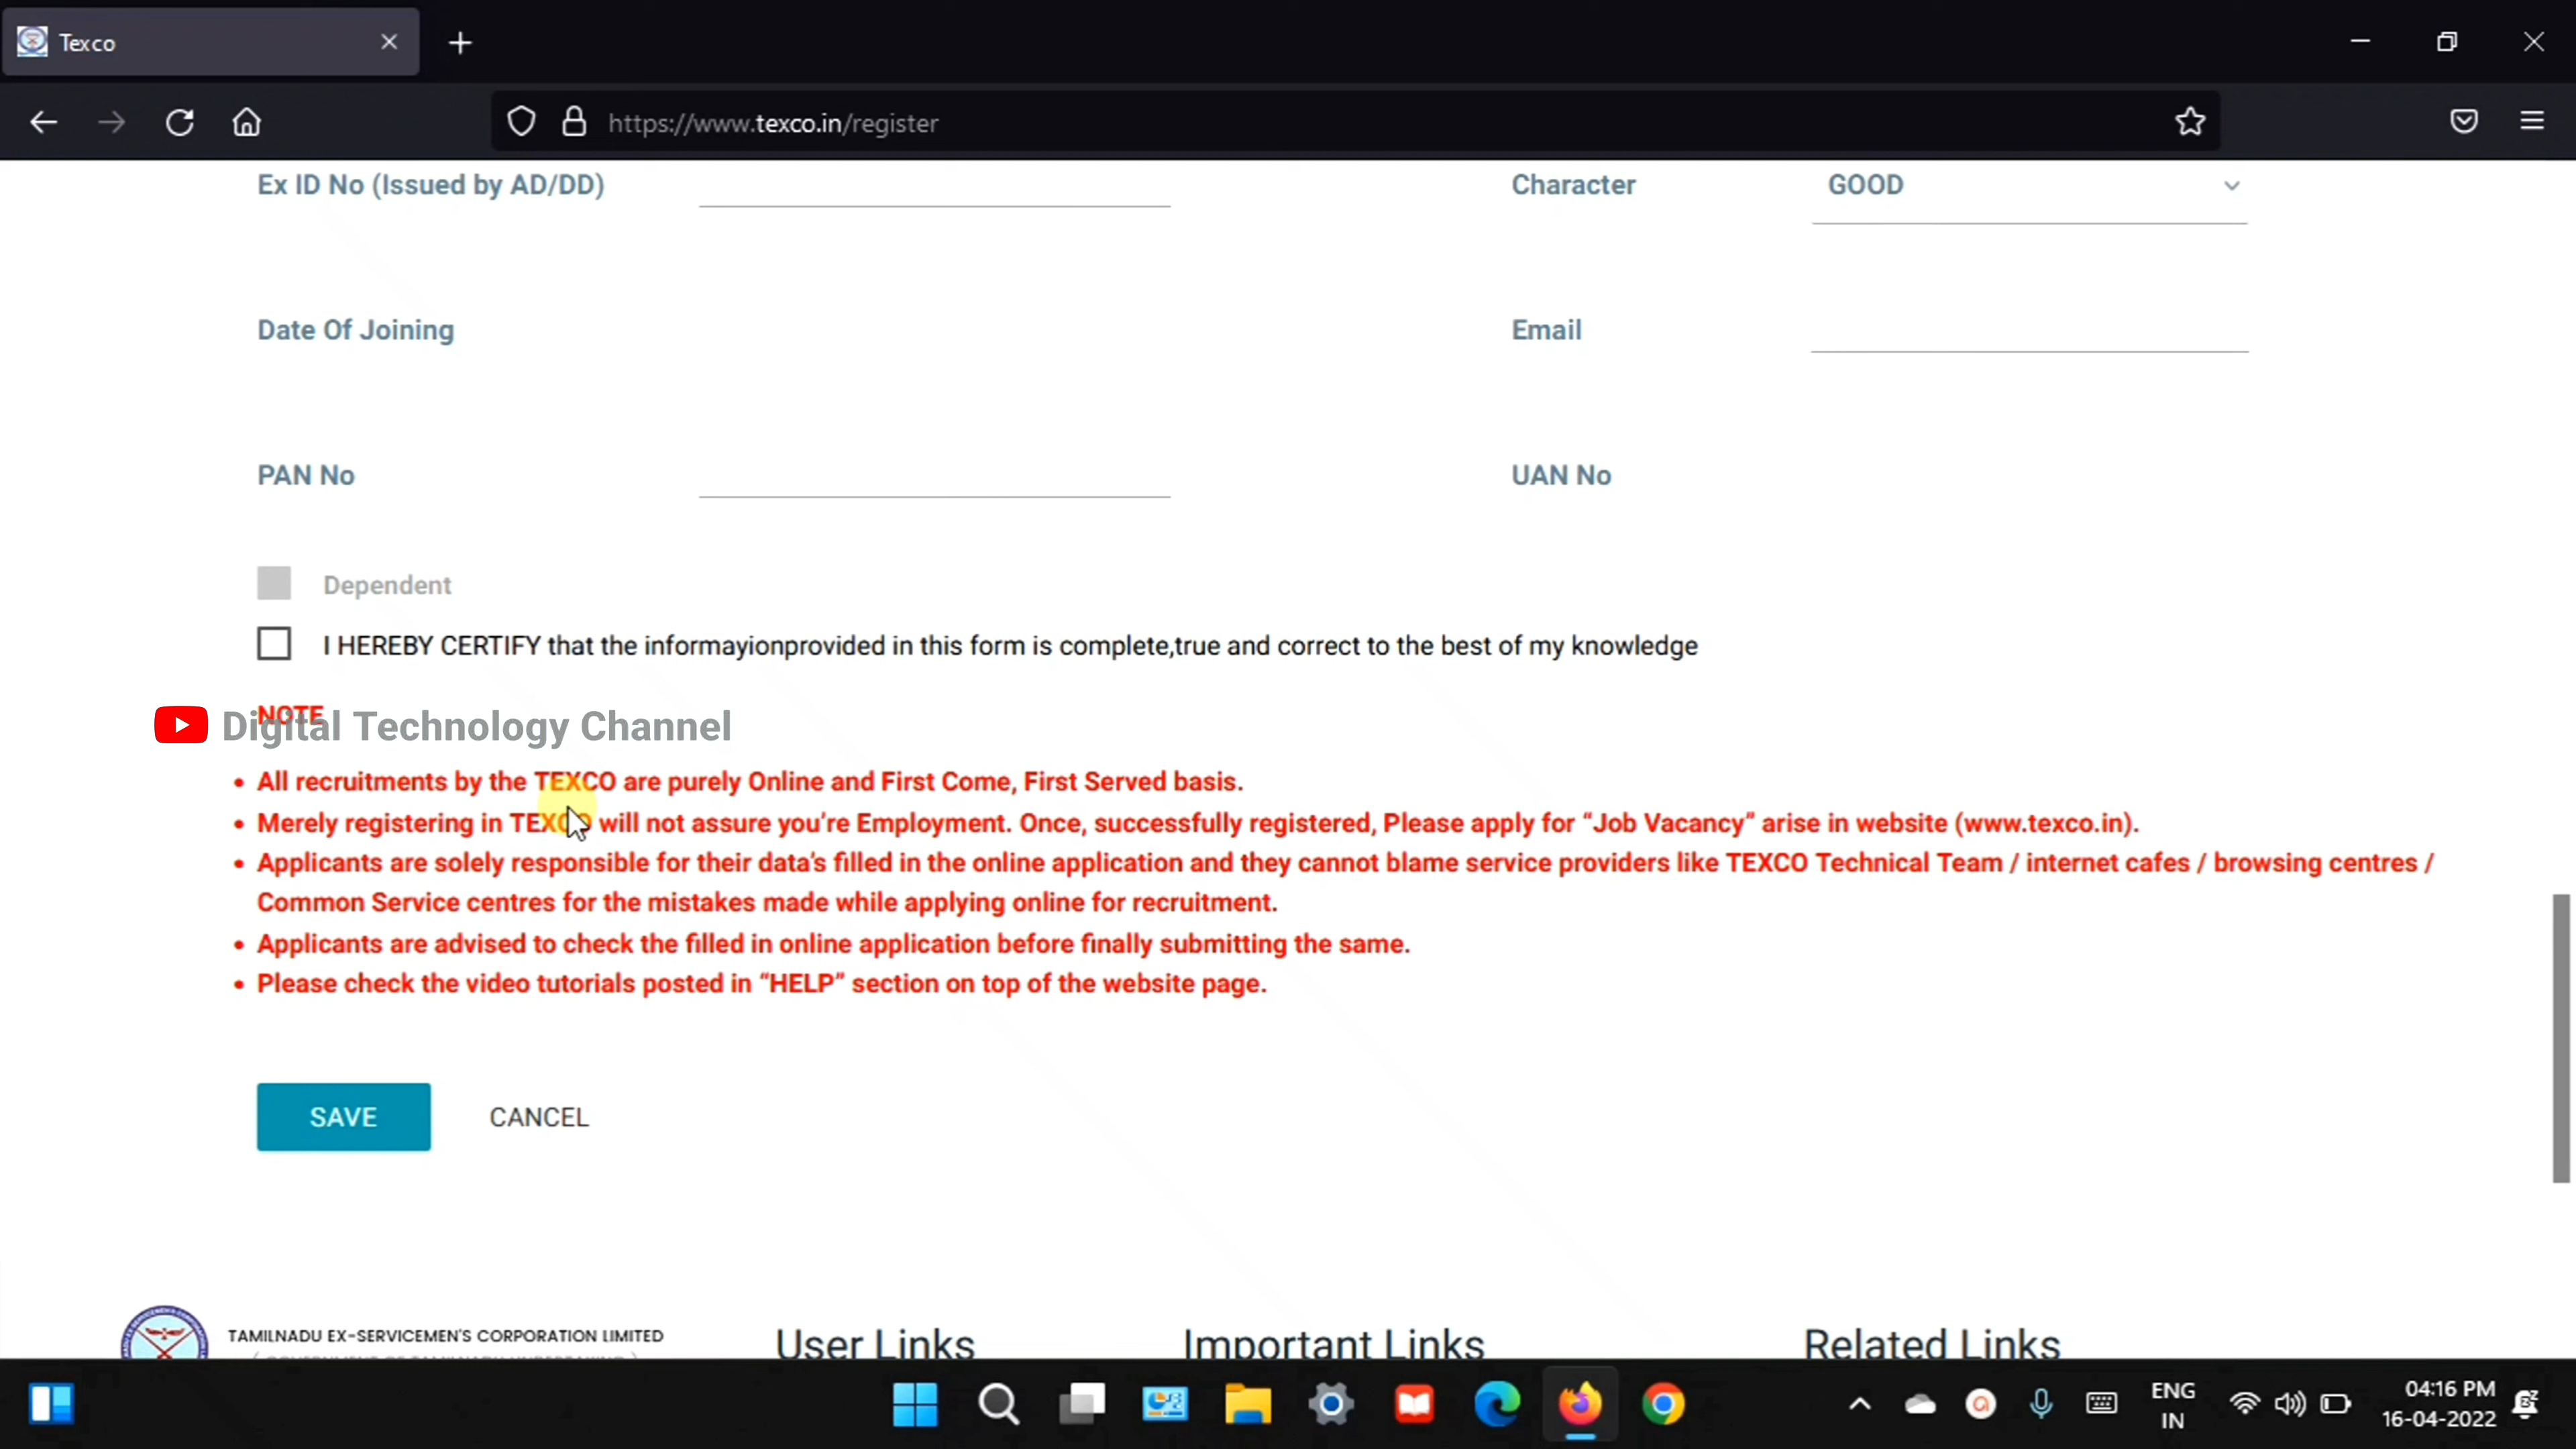 Texco
https://www.texco.in/register
Ex ID No (Issued by AD/DD)
Character GOOD
Date Of Joining
Email
PAN No
UAN No
Dependent
I HEREBY CERTIFY that the informayionprovided in this form is complete,true and correct to the best of my knowledge
NOTE
Digital Technology Channel
• All recruitments by the TEXCO are purely Online and First Come, First Served basis.
• Merely registering in TEXCO will not assure you're Employment. Once, successfully registered, Please apply for “Job Vacancy” arise in website (www.texco.in).
• Applicants are solely responsible for their data's filled in the online application and they cannot blame service providers like TEXCO Technical Team / internet cafes / browsing centres /
Common Service centres for the mistakes made while applying online for recruitment.
• Applicants are advised to check the filled in online application before finally submitting the same.
• Please check the video tutorials posted in “HELP” section on top of the website page.
SAVE CANCEL
TAMILNADU EX-SERVICEMEN'S CORPORATION LIMITED
User Links
Important Links
Related Links
ENG
IN
04:16 PM
16-04-2022